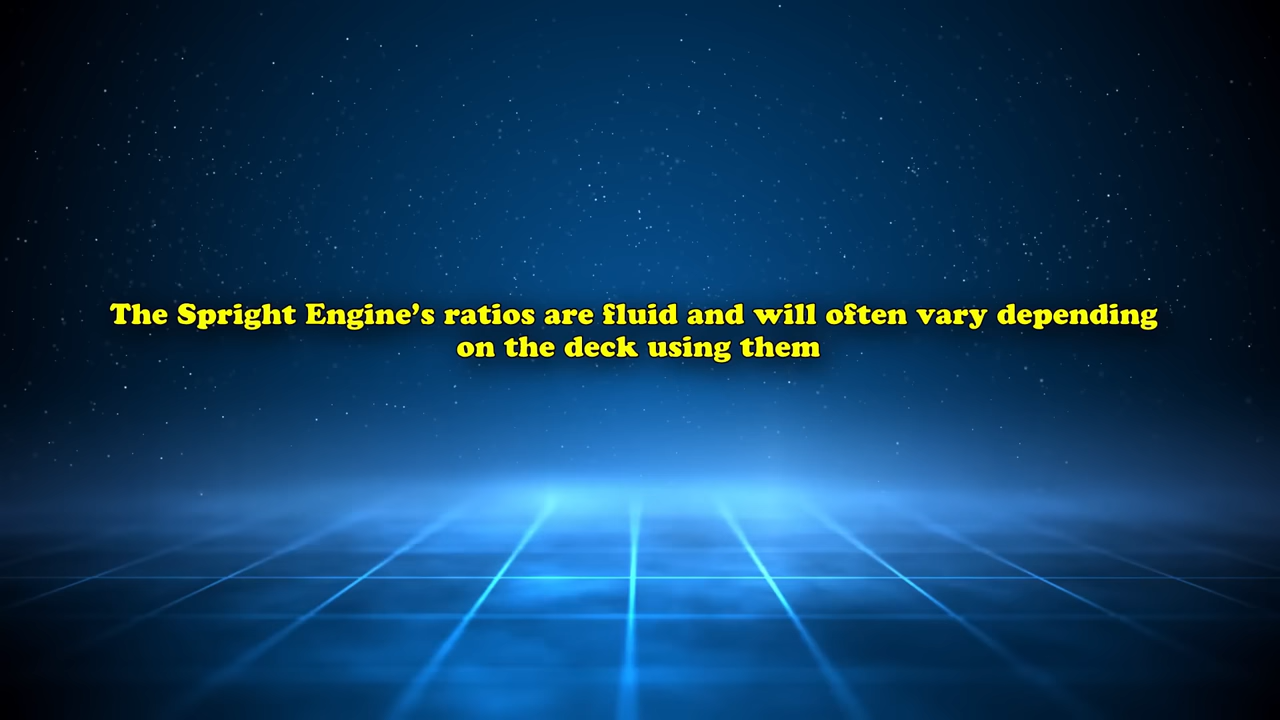 The Spright Engine’s ratios are fluid and will often vary depending
on the deck using them